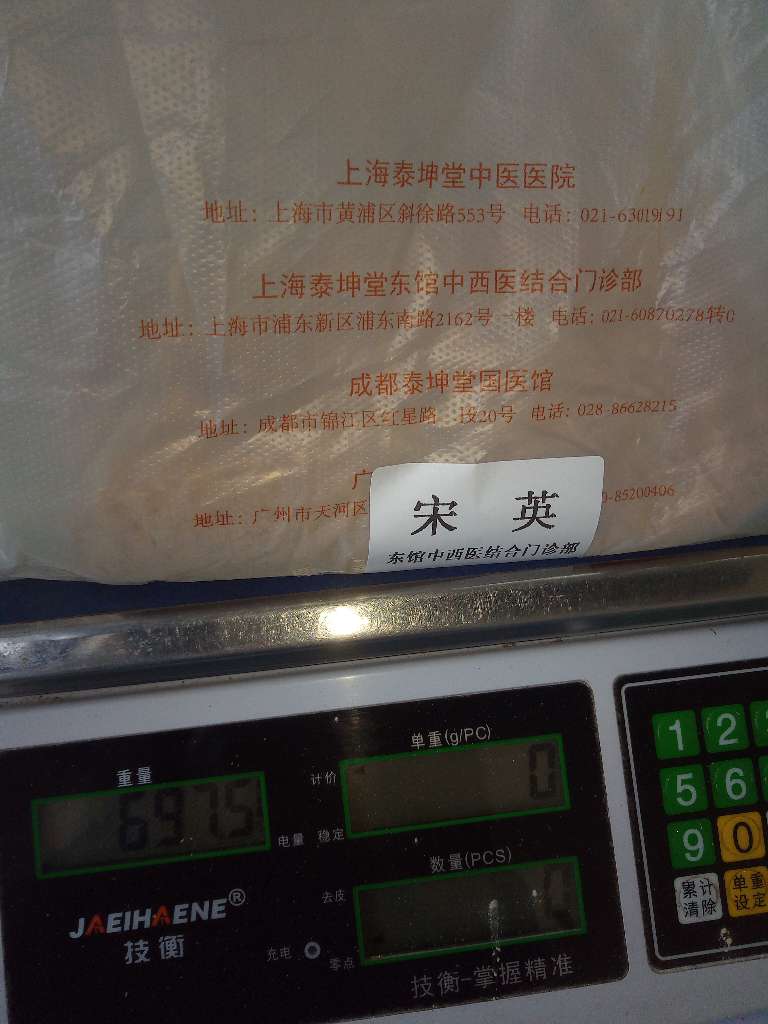 上海泰坤堂中医医院
地址：上海市黄浦区斜徐路553号 电话：021-63019191
上海泰坤堂东馆中西医结合门诊部
地址：上海市浦东新区浦东南路2162号一楼 电话：021-60870278转0
成都泰坤堂国医馆
地址：成都市锦江区红星路 段20号 电话：028-86628215
广
地址：广州市天河区 0-85200406
宋 英
东馆中西医结合门诊部
重量
单重(g/PC)
计价
6975
0
电量 稳定
数量(PCS)
去皮
0
JAEIHAENE®
技衡
充电 零点
技衡-掌握精准
1 2
5 6
9 0
累计清除 单重设定